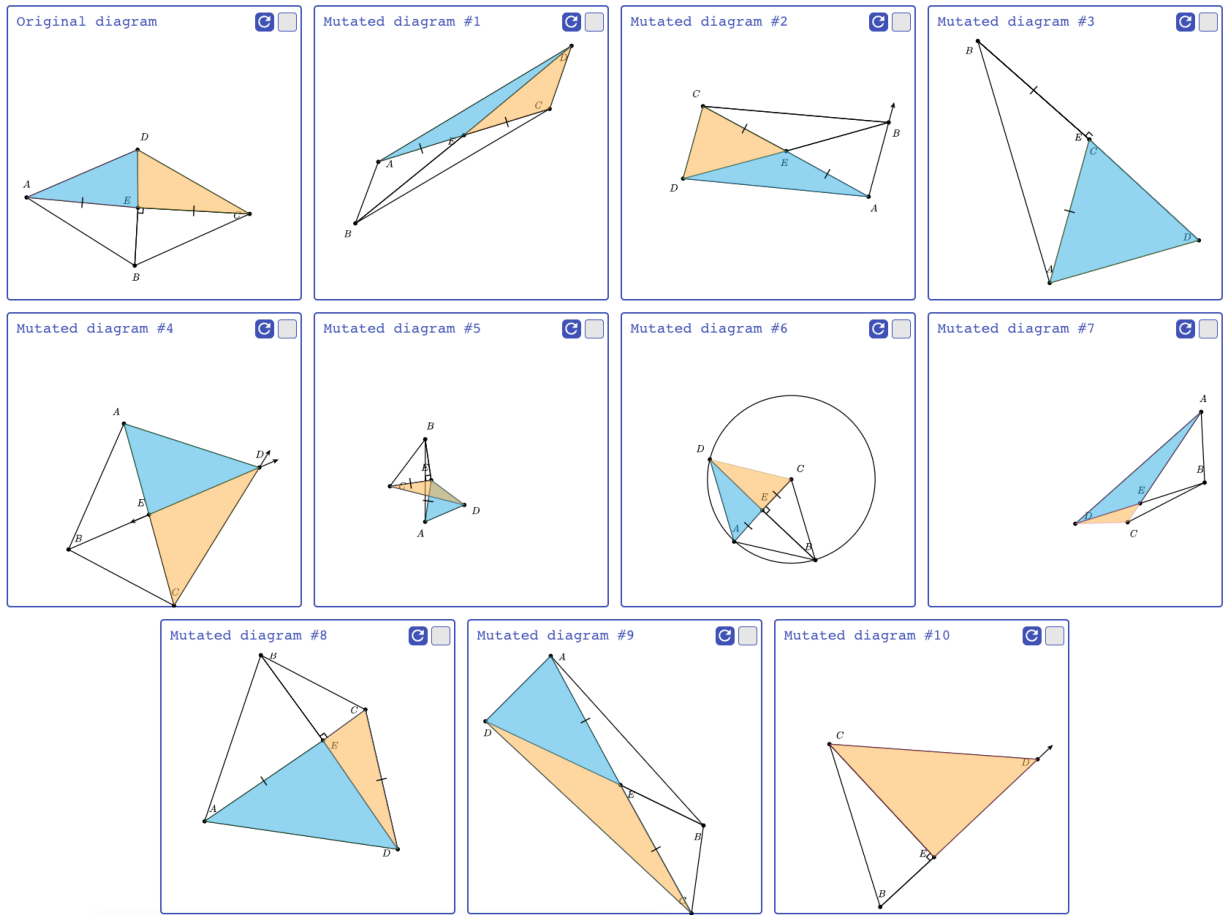 Original diagram
D
A
E
C
B
Mutated diagram #1
D
C
E
A
B
Mutated diagram #2
C
B
E
D
A
Mutated diagram #3
B
E
C
D
A
Mutated diagram #4
A
D
E
B
C
Mutated diagram #5
B
E
C
D
A
Mutated diagram #6
D
C
E
A
B
Mutated diagram #7
A
B
E
D
C
Mutated diagram #8
B
C
E
A
D
Mutated diagram #9
A
D
E
B
C
Mutated diagram #10
C
D
E
B